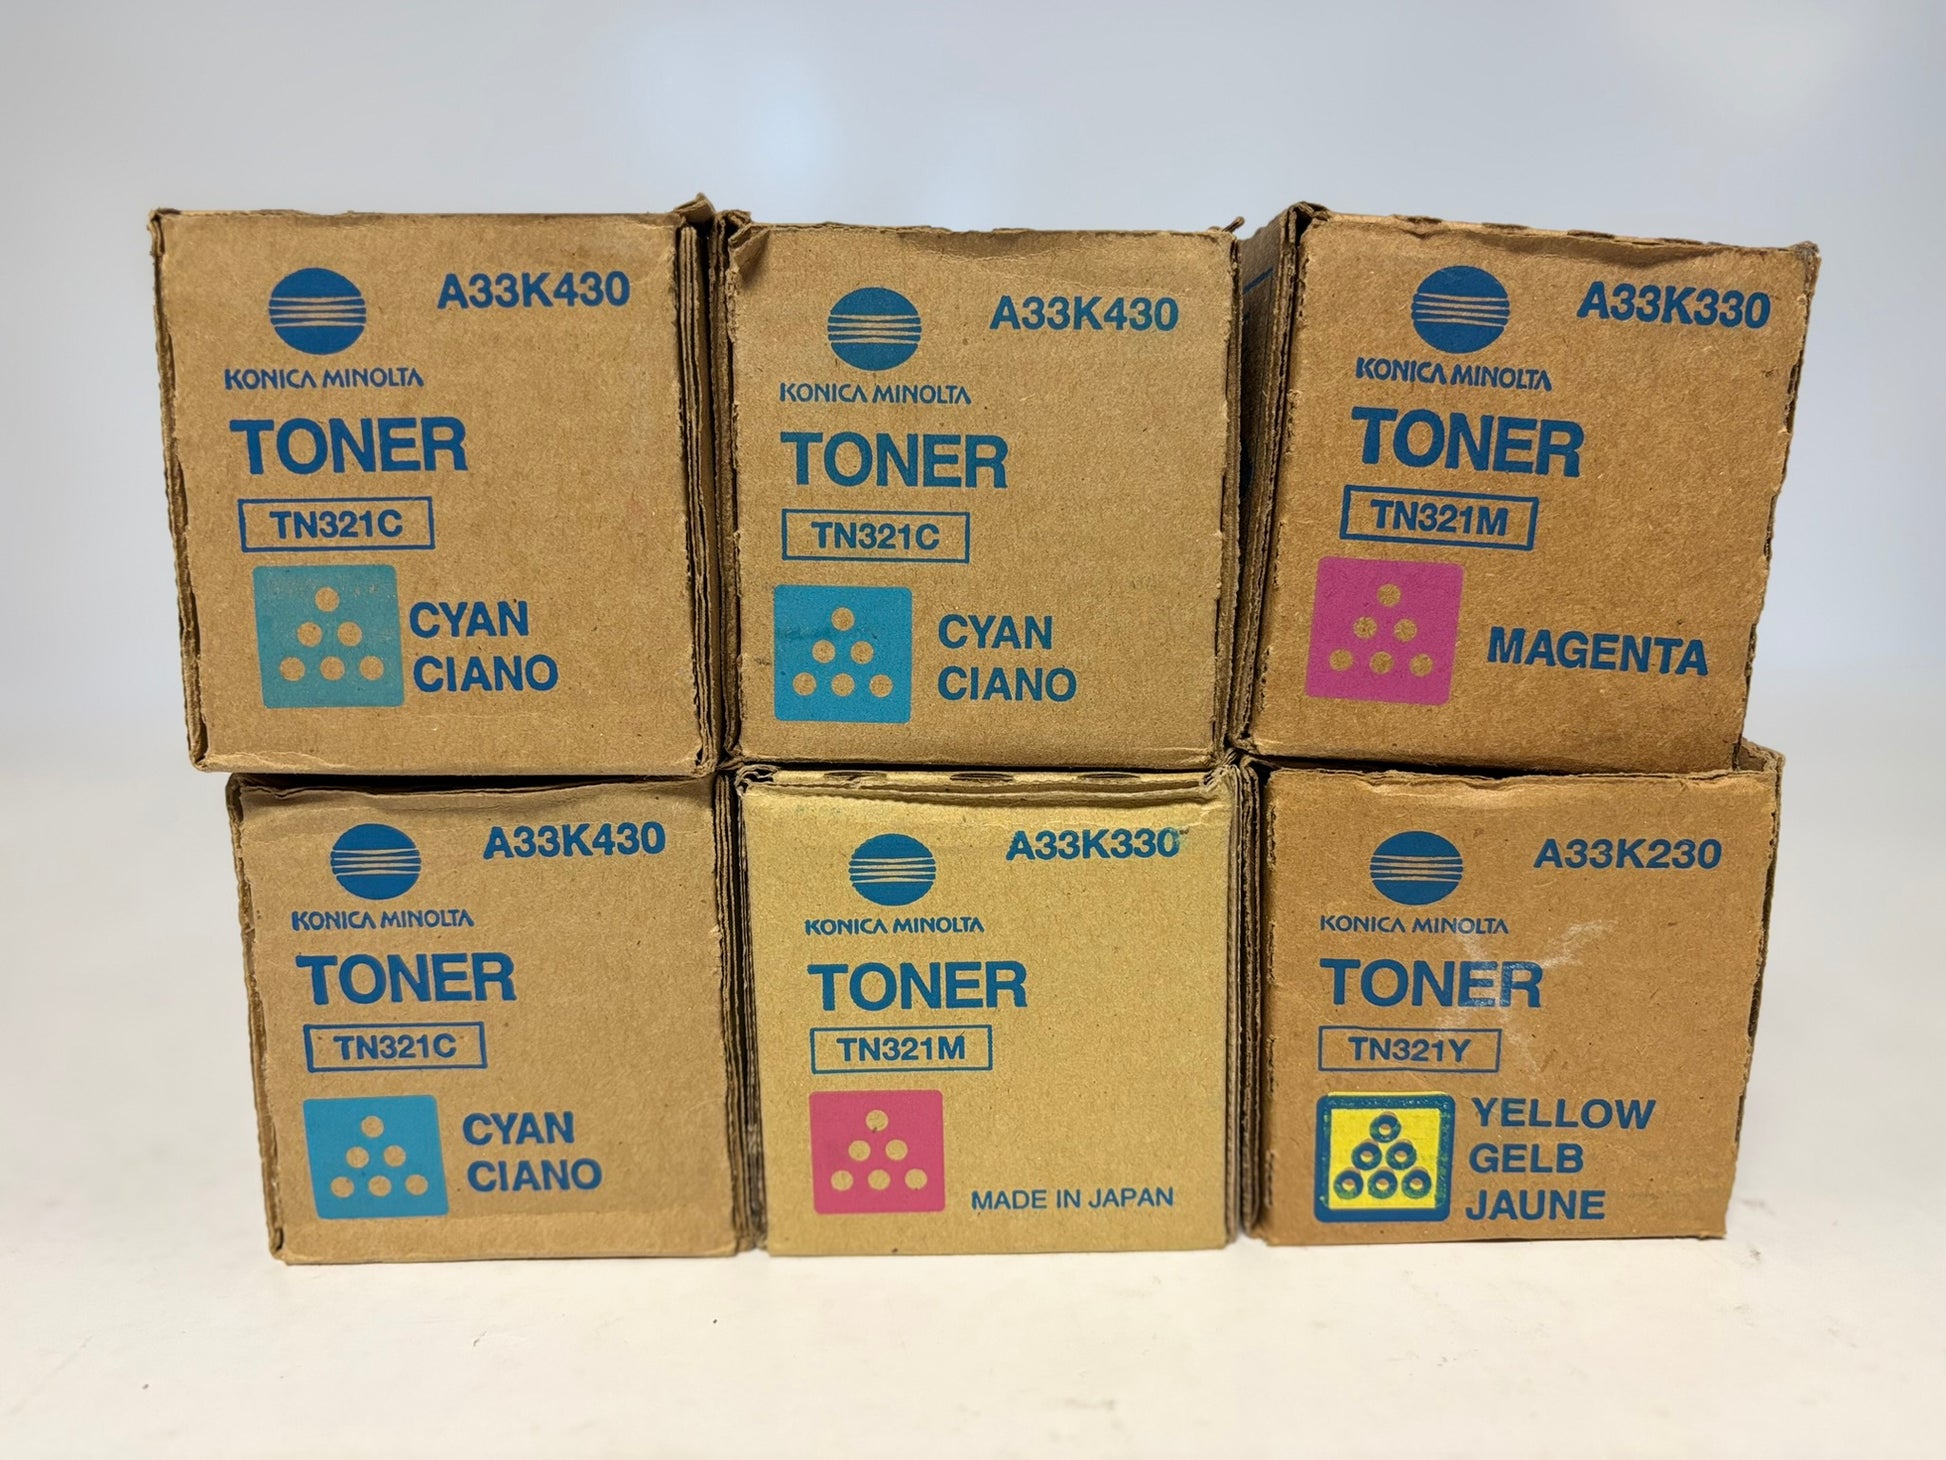 A33K430
KONICA MINOLTA
TONER
TN321C
CYAN
CIANO
A33K430
KONICA MINOLTA
TONER
TN321C
CYAN
CIANO
A33K330
KONICA MINOLTA
TONER
TN321M
MAGENTA
A33K430
KONICA MINOLTA
TONER
TN321C
CYAN
CIANO
A33K330
KONICA MINOLTA
TONER
TN321M
MADE IN JAPAN
A33K230
KONICA MINOLTA
TONER
TN321Y
YELLOW
GELB
JAUNE